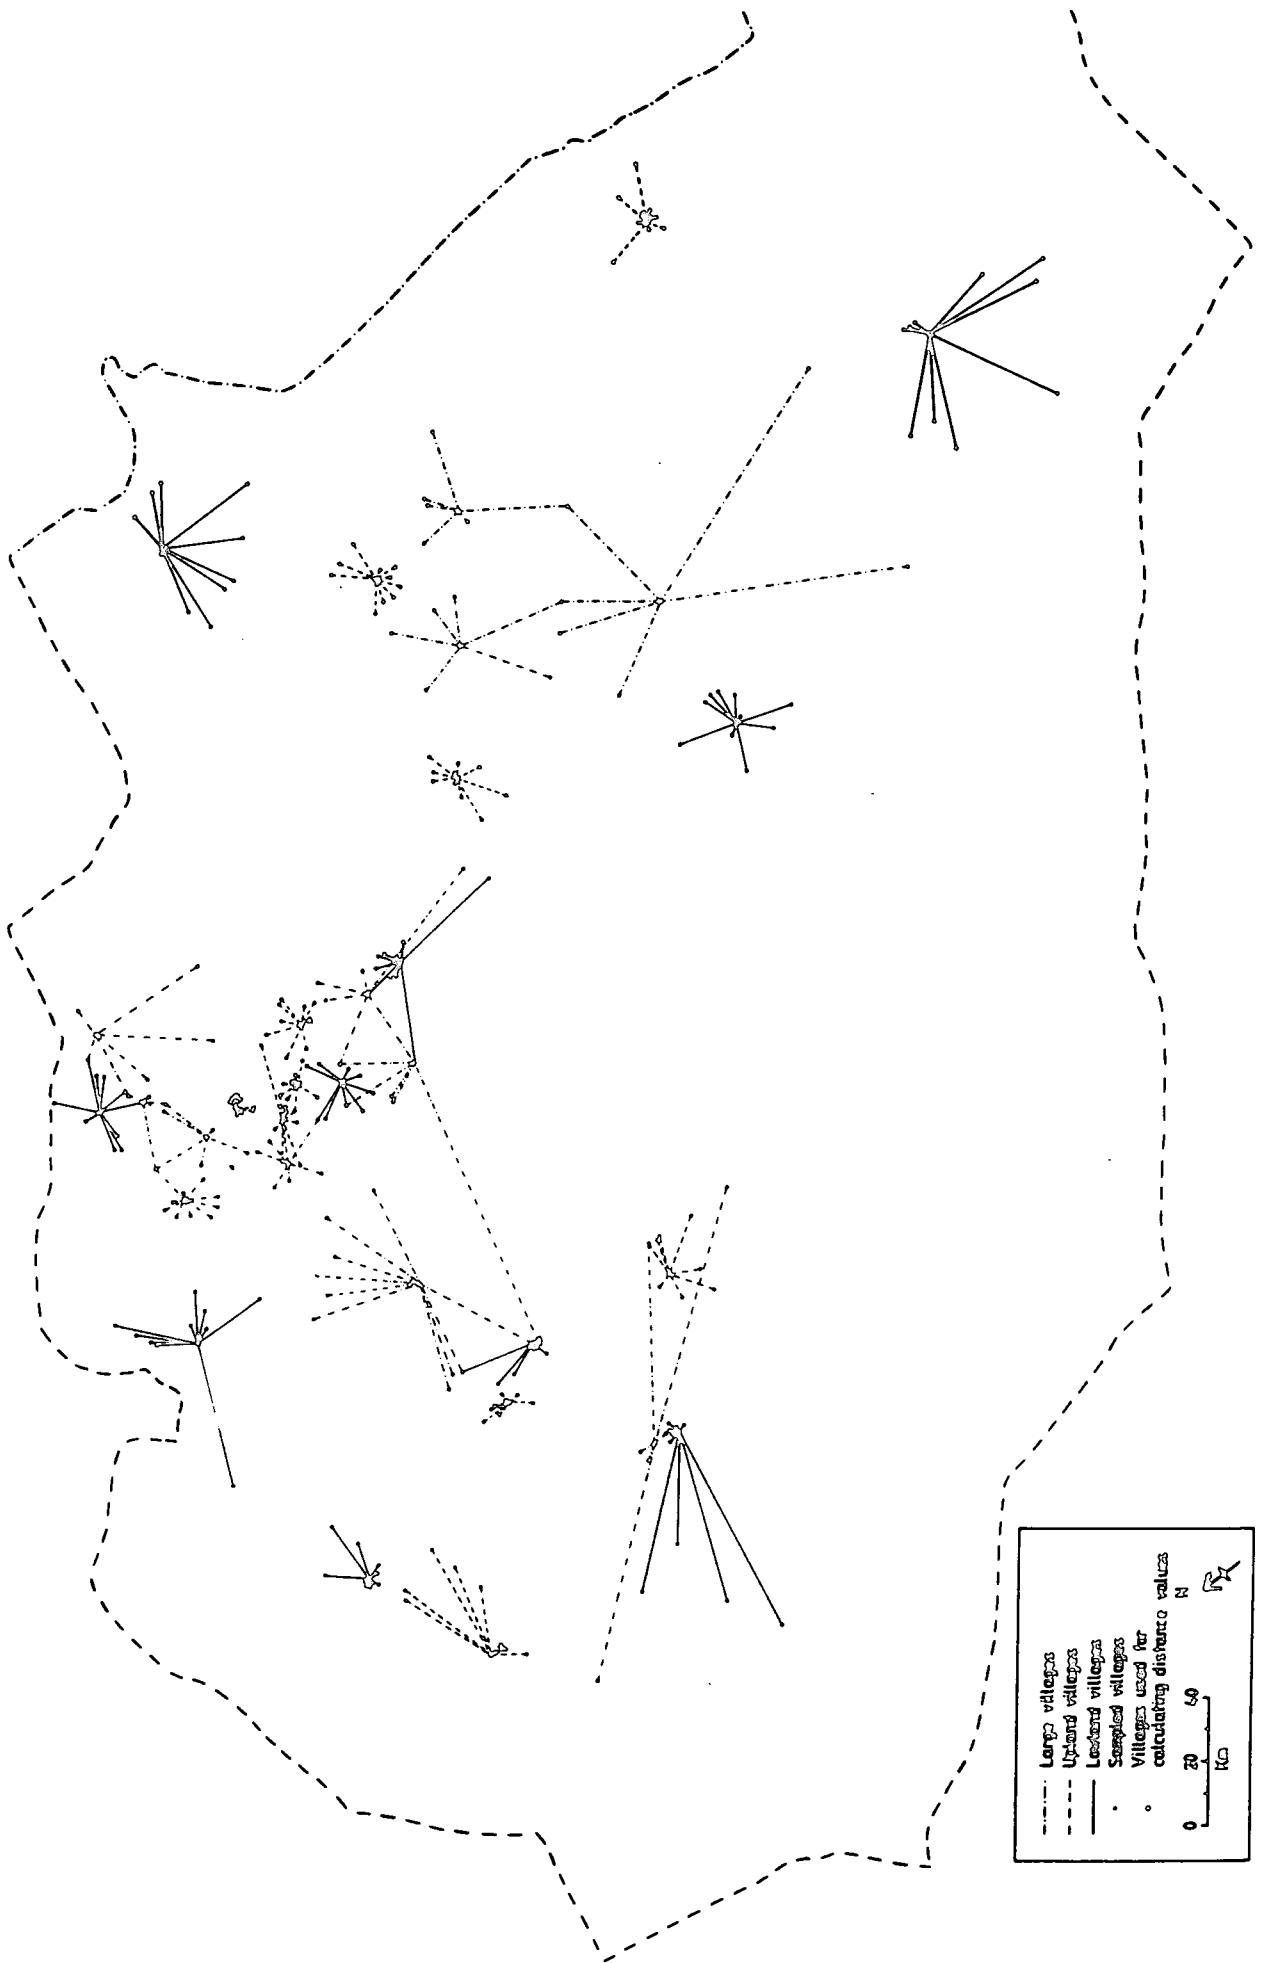 Large villages
Upland villages
Lowland villages
Sampled villages
Villages used for
calculating distance values
0 20 40
Km
N